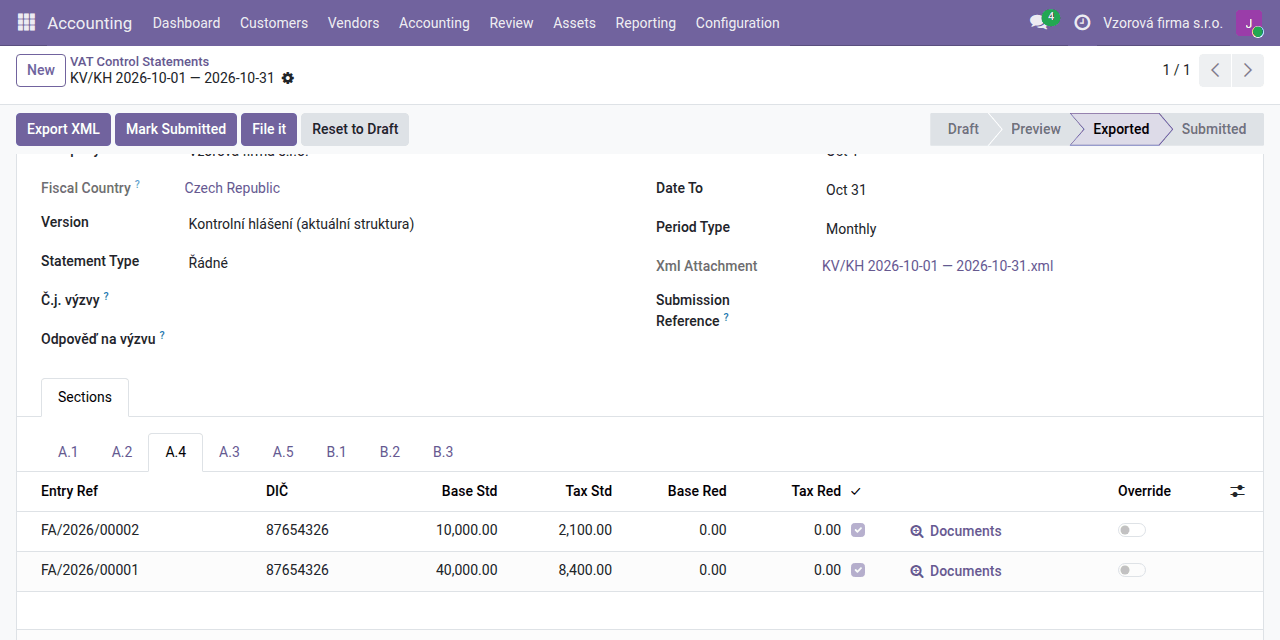 Accounting Dashboard Customers Vendors Accounting Review Assets Reporting Configuration 4 Vzorová firma s.r.o. J
New VAT Control Statements
KV/KH 2026-10-01 — 2026-10-31 1 / 1
Export XML Mark Submitted File it Reset to Draft Draft Preview Exported Submitted
Fiscal Country ? Czech Republic Date To Oct 31
Version Kontrolní hlášení (aktuální struktura) Period Type Monthly
Statement Type Řádné Xml Attachment KV/KH 2026-10-01 — 2026-10-31.xml
Č.j. výzvy ? Submission
Reference ?
Odpověď na výzvu ?
Sections
A.1 A.2 A.4 A.3 A.5 B.1 B.2 B.3
Entry Ref DIČ Base Std Tax Std Base Red Tax Red Override
FA/2026/00002 87654326 10,000.00 2,100.00 0.00 0.00 Documents
FA/2026/00001 87654326 40,000.00 8,400.00 0.00 0.00 Documents